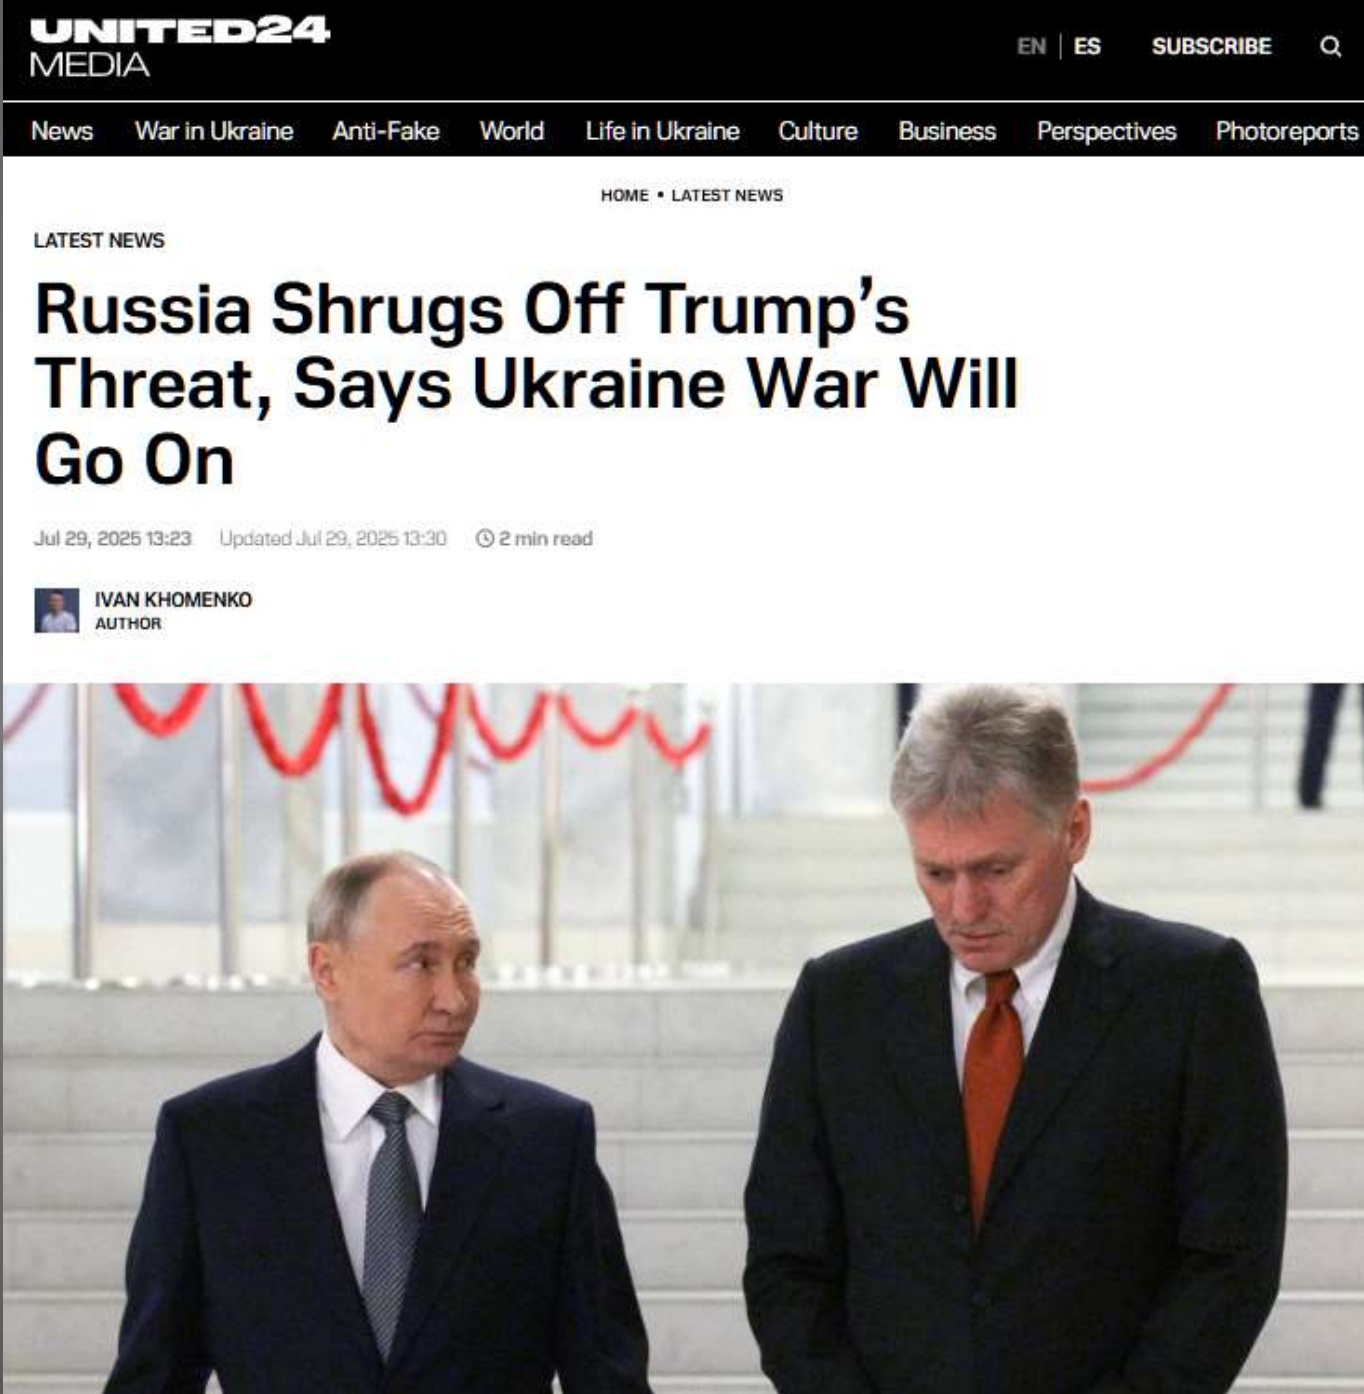 UNITED24
MEDIA
EN | ES SUBSCRIBE
News War in Ukraine Anti-Fake World Life in Ukraine Culture Business Perspectives Photoreports
HOME • LATEST NEWS
LATEST NEWS
Russia Shrugs Off Trump’s
Threat, Says Ukraine War Will
Go On
Jul 29, 2025 13:23 Updated Jul 29, 2025 13:30 2 min read
IVAN KHOMENKO
AUTHOR